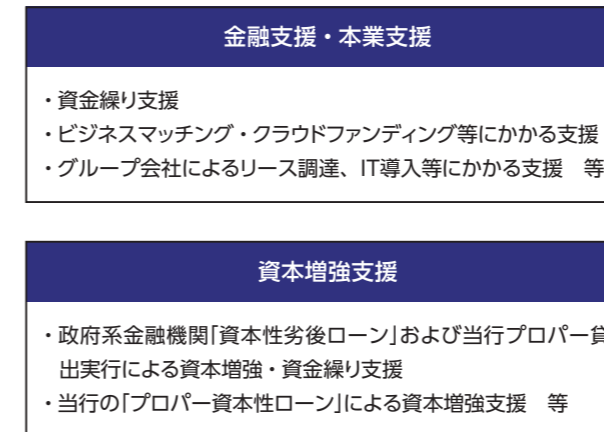 金融支援・本業支援
・資金繰り支援
・ビジネスマッチング・クラウドファンディング等にかかる支援
・グループ会社によるリース調達、IT導入等にかかる支援　等
資本増強支援
・政府系金融機関「資本性劣後ローン」および当行プロパー貸
出実行による資本増強・資金繰り支援
・当行の「プロパー資本性ローン」による資本増強支援　等